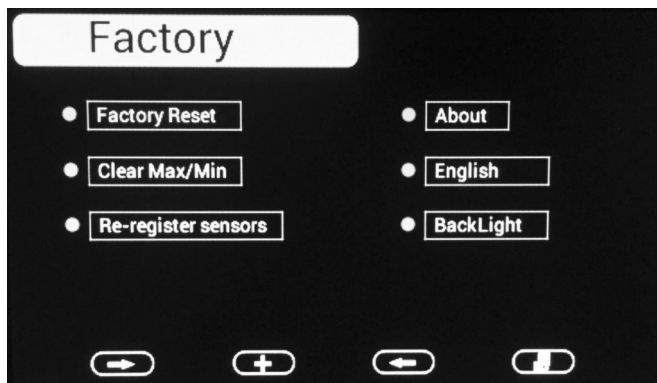 Factory
Factory Reset
Clear Max/Min
Re-register sensors
About
English
BackLight